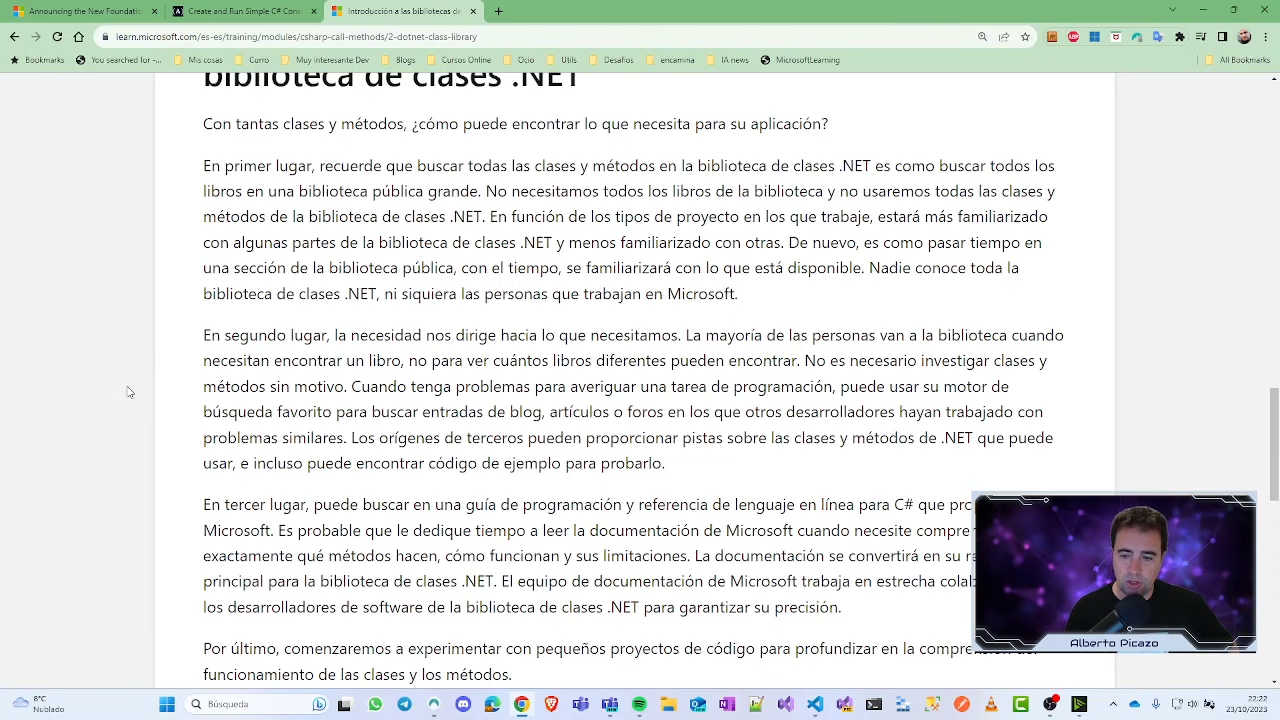 Announcing the New Foundatic
Create and Run Simple C# Cons
Introducción a las bibliotecas de
learn.microsoft.com/es-es/training/modules/csharp-call-methods/2-dotnet-class-library
Bookmarks
You searched for -...
Mis cosas
Curro
Muy interesante Dev
Blogs
Cursos Online
Ocio
Utils
Desafios
encamina
IA news
MicrosoftLearning
All Bookmarks
biblioteca de clases .NET
Con tantas clases y métodos, ¿cómo puede encontrar lo que necesita para su aplicación?
En primer lugar, recuerde que buscar todas las clases y métodos en la biblioteca de clases .NET es como buscar todos los
libros en una biblioteca pública grande. No necesitamos todos los libros de la biblioteca y no usaremos todas las clases y
métodos de la biblioteca de clases .NET. En función de los tipos de proyecto en los que trabaje, estará más familiarizado
con algunas partes de la biblioteca de clases .NET y menos familiarizado con otras. De nuevo, es como pasar tiempo en
una sección de la biblioteca pública, con el tiempo, se familiarizará con lo que está disponible. Nadie conoce toda la
biblioteca de clases .NET, ni siquiera las personas que trabajan en Microsoft.
En segundo lugar, la necesidad nos dirige hacia lo que necesitamos. La mayoría de las personas van a la biblioteca cuando
necesitan encontrar un libro, no para ver cuántos libros diferentes pueden encontrar. No es necesario investigar clases y
métodos sin motivo. Cuando tenga problemas para averiguar una tarea de programación, puede usar su motor de
búsqueda favorito para buscar entradas de blog, artículos o foros en los que otros desarrolladores hayan trabajado con
problemas similares. Los orígenes de terceros pueden proporcionar pistas sobre las clases y métodos de .NET que puede
usar, e incluso puede encontrar código de ejemplo para probarlo.
En tercer lugar, puede buscar en una guía de programación y referencia de lenguaje en línea para C# que pro
Microsoft. Es probable que le dedique tiempo a leer la documentación de Microsoft cuando necesite compre
exactamente qué métodos hacen, cómo funcionan y sus limitaciones. La documentación se convertirá en su re
principal para la biblioteca de clases .NET. El equipo de documentación de Microsoft trabaja en estrecha cola
los desarrolladores de software de la biblioteca de clases .NET para garantizar su precisión.
Por último, comenzaremos a experimentar con pequeños proyectos de código para profundizar en la
funcionamiento de las clases y los métodos.
Alberto Picazo
8°C
Nublado
Búsqueda
22:22
23/10/2023